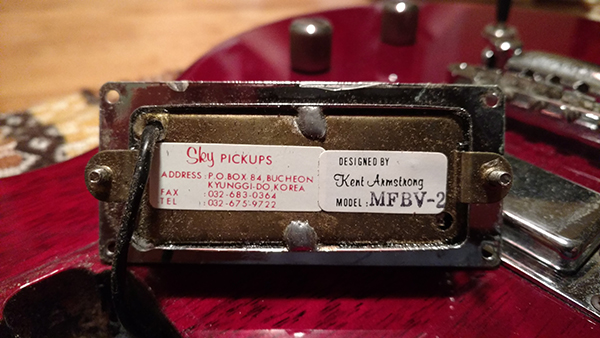 Sky PICKUPS
ADDRESS : P.O.BOX 84, BUCHEON
KYUNGGI-DO, KOREA
FAX : 032-683-0364
TEL : 032-675-9722
DESIGNED BY
Kent Armstrong
MODEL : MFBV-2